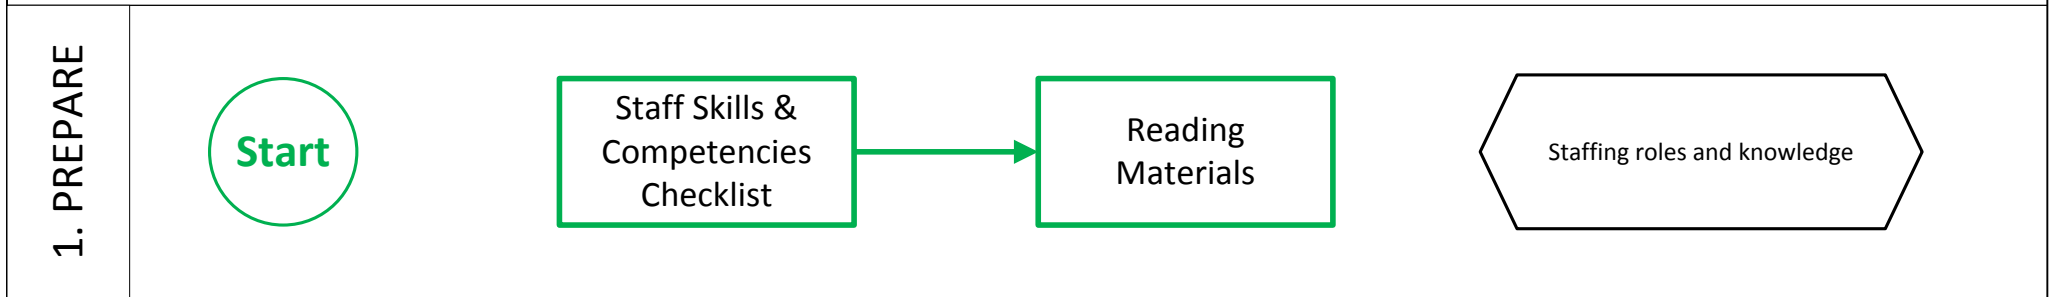 1. PREPARE
Start
Staff Skills &
Competencies
Checklist
Reading
Materials
Staffing roles and knowledge